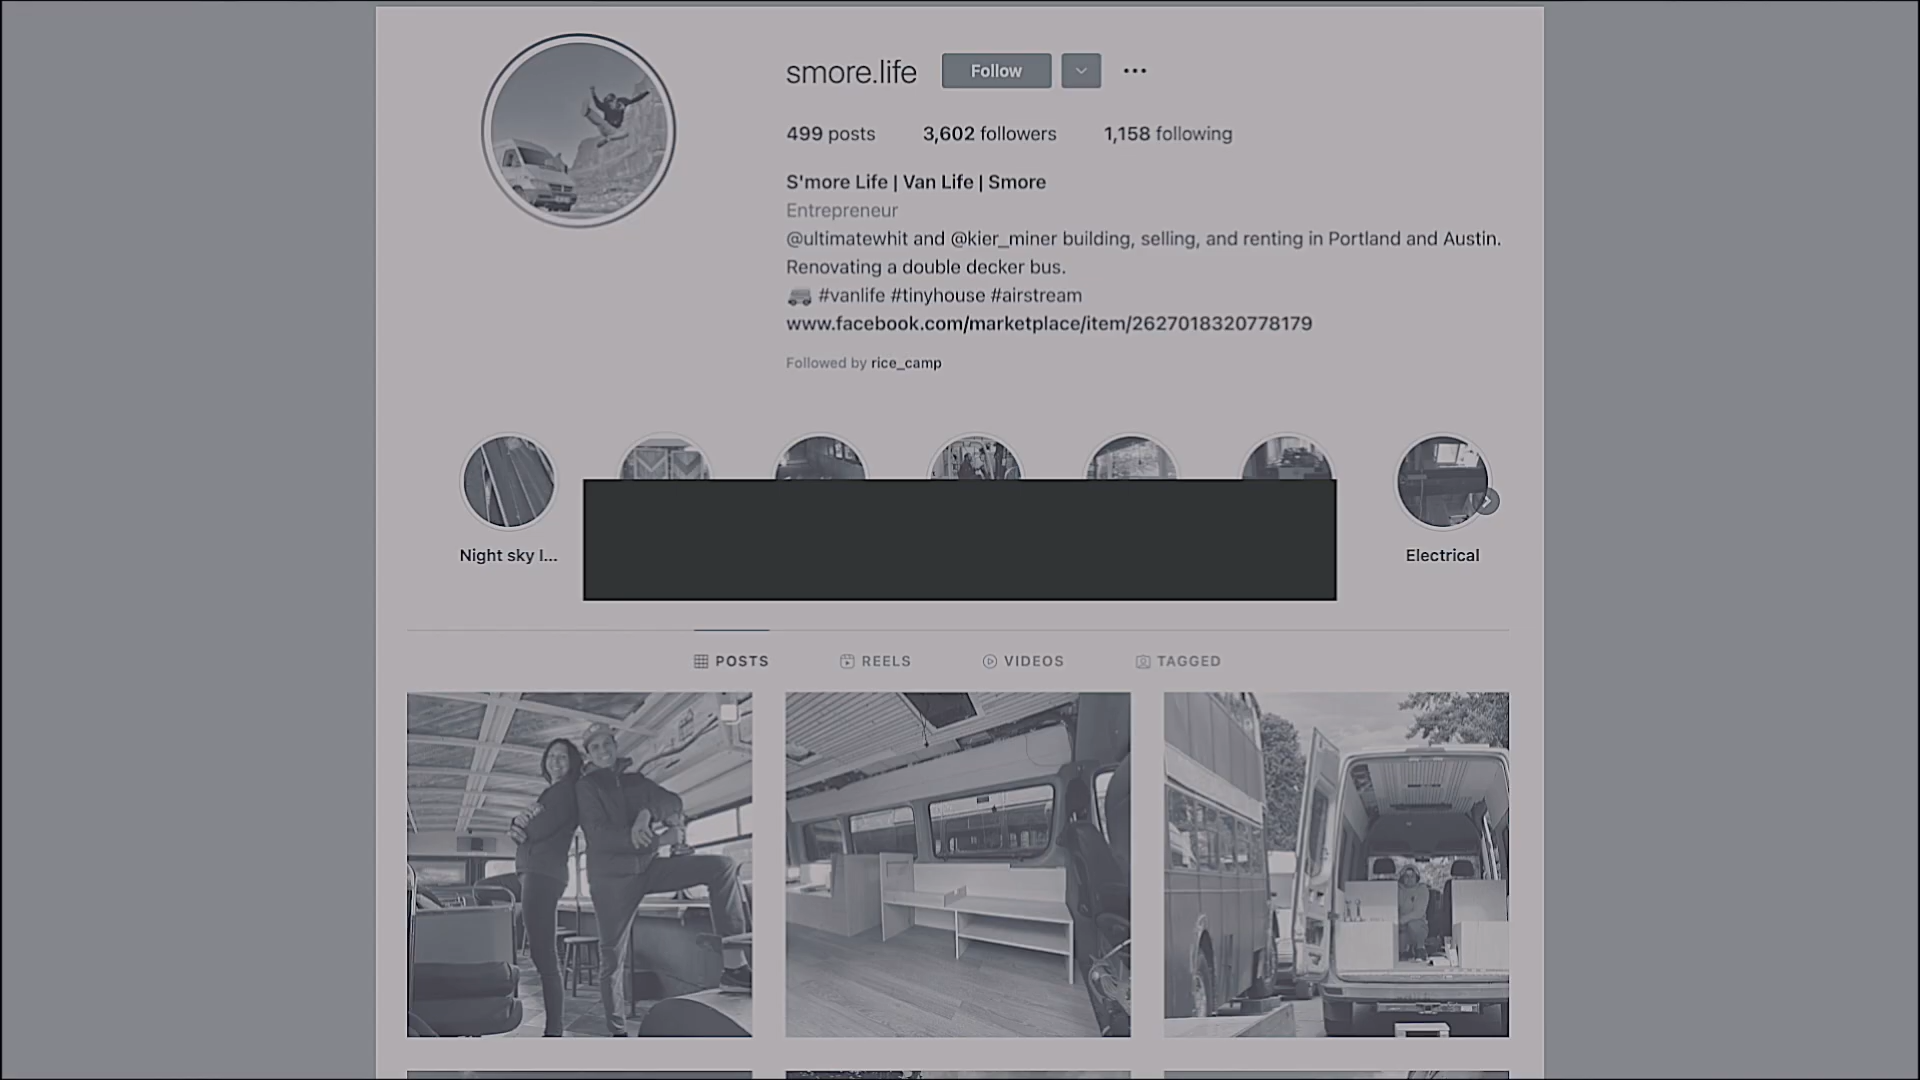 smore.life Follow
499 posts 3,602 followers 1,158 following
S'more Life | Van Life | Smore
Entrepreneur
@ultimatewhit and @kier_miner building, selling, and renting in Portland and Austin.
Renovating a double decker bus.
#vanlife #tinyhouse #airstream
www.facebook.com/marketplace/item/2627018320778179
Followed by rice_camp
Night sky l... Electrical
POSTS REELS VIDEOS TAGGED